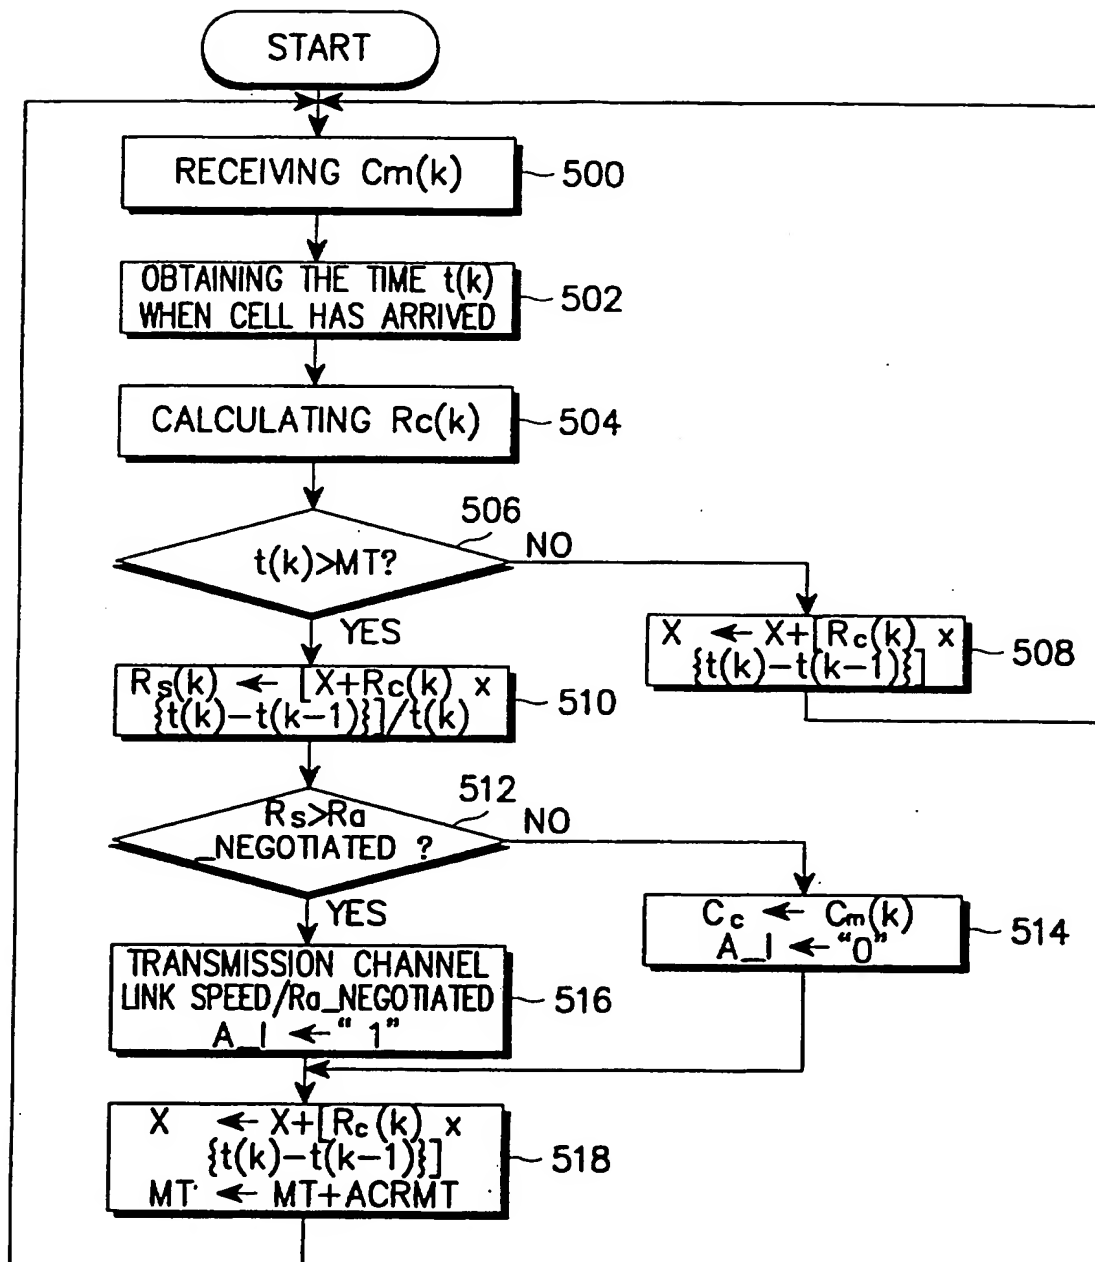 START
RECEIVING Cm(k)
500
OBTAINING THE TIME t(k)
WHEN CELL HAS ARRIVED
502
CALCULATING Rc(k)
504
506
t(k)>MT?
NO
YES
X ← X+[Rc(k) x
{t(k)-t(k-1)}]
508
Rs(k) ← [X+Rc(k) x
{t(k)-t(k-1)}]/t(k)
510
512
Rs>Ra
_NEGOTIATED ?
NO
YES
Cc ← Cm(k)
A_I ← "0"
514
TRANSMISSION CHANNEL
LINK SPEED/Ra_NEGOTIATED
A_I ← " 1"
516
X ← X+[Rc(k) x
{t(k)-t(k-1)}]
MT ← MT+ACRMT
518